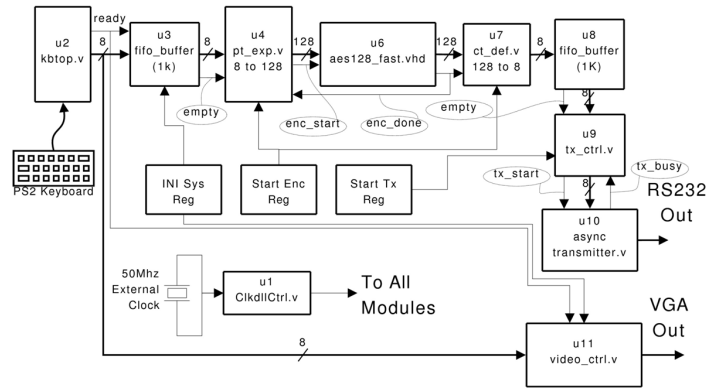 ready
u2
kbtop.v
8
u3
fifo_buffer
(1k)
8
u4
pt_exp.v
8 to 128
128
u6
aes128_fast.vhd
128
u7
ct_def.v
128 to 8
8
u8
fifo_buffer
(1K)
empty
enc_start
enc_done
empty
8
u9
tx_ctrl.v
PS2 Keyboard
INI Sys
Reg
Start Enc
Reg
Start Tx
Reg
tx_start
8
tx_busy
RS232
Out
u10
async
transmitter.v
50Mhz
External
Clock
u1
ClkdllCtrl.v
To All
Modules
VGA
Out
8
u11
video_ctrl.v